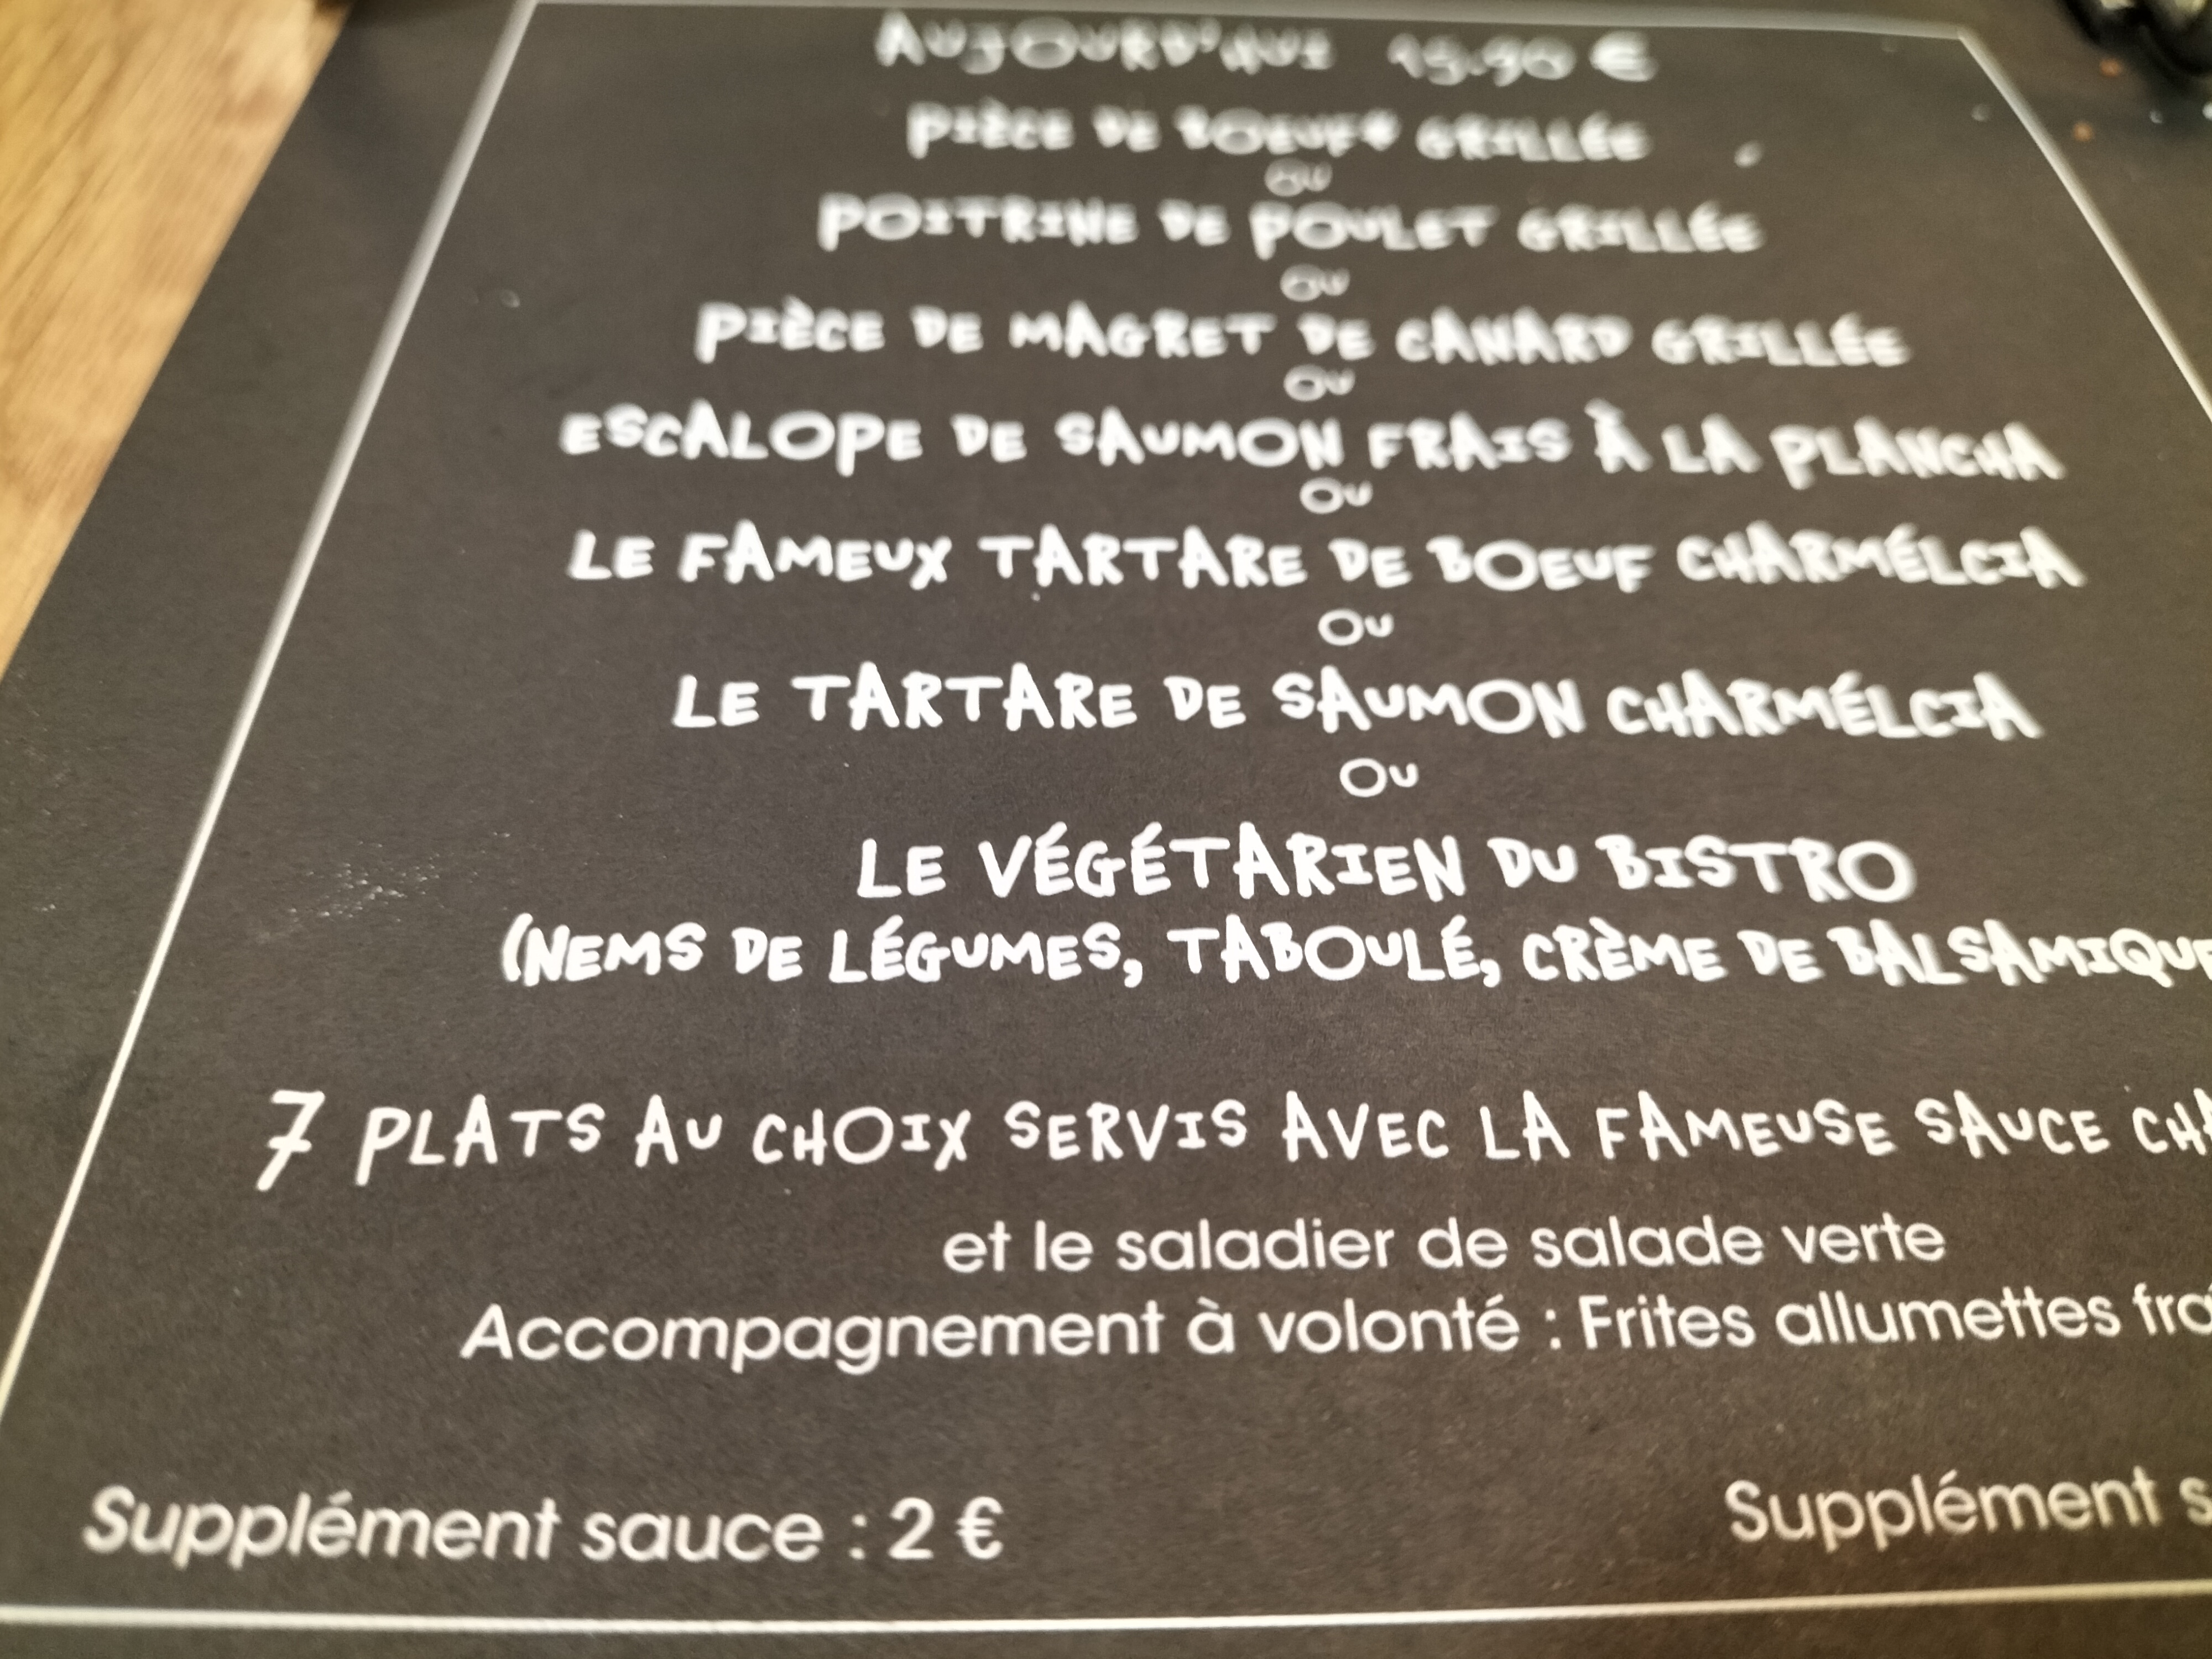 AUJOURD'HUI 15.90 €
PIÈCE DE BOEUF* GRILLÉE
OU
POITRINE DE POULET GRILLÉE
OU
PIÈCE DE MAGRET DE CANARD GRILLÉE
OU
ESCALOPE DE SAUMON FRAIS À LA PLANCHA
OU
LE FAMEUX TARTARE DE BOEUF CHARMÉLCIA
OU
LE TARTARE DE SAUMON CHARMÉLCIA
OU
LE VÉGÉTARIEN DU BISTRO
(NEMS DE LÉGUMES, TABOULÉ, CRÈME DE BALSAMIQUE
7 PLATS AU CHOIX SERVIS AVEC LA FAMEUSE SAUCE
et le saladier de salade verte
Accompagnement à volonté : Frites allumettes
Supplément sauce : 2 € Supplément